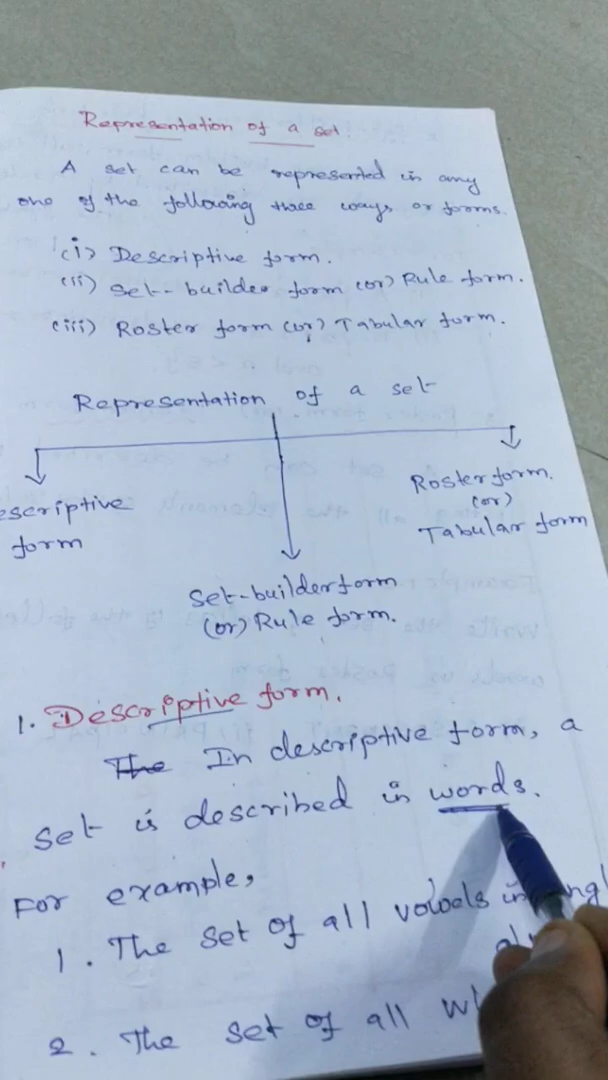 Representation of a set.
A set can be represented in any
one of the following three ways or forms.
(i) Descriptive form.
(ii) Set-builder form (or) Rule form.
(iii) Roster form (or) Tabular form.
Representation of a set
escriptive
form
Roster form.
(or)
Tabular form
Set-builder form
(or) Rule form.
1. Descriptive form.
The In descriptive form, a
set is described in words.
For example,
1. The set of all vowels in
2. The set of all